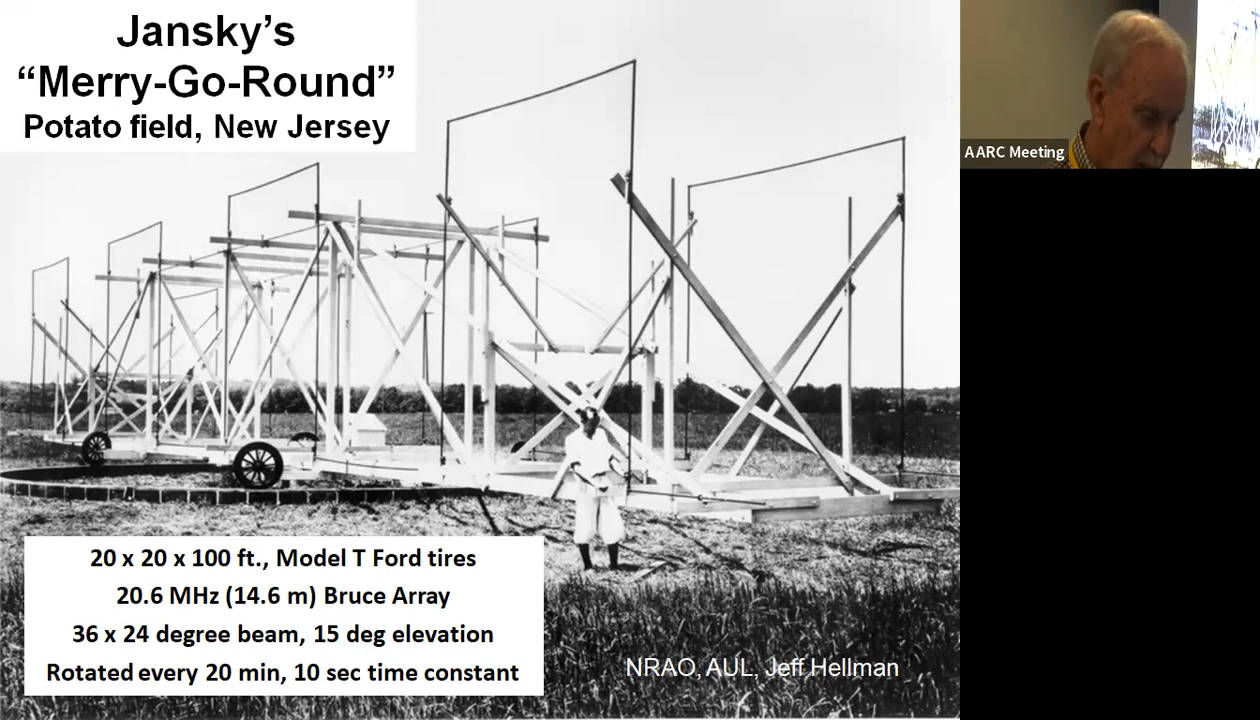 Jansky's
“Merry-Go-Round”
Potato field, New Jersey
AARC Meeting
20 x 20 x 100 ft., Model T Ford tires
20.6 MHz (14.6 m) Bruce Array
36 x 24 degree beam, 15 deg elevation
Rotated every 20 min, 10 sec time constant
NRAO, AUL, Jeff Hellman